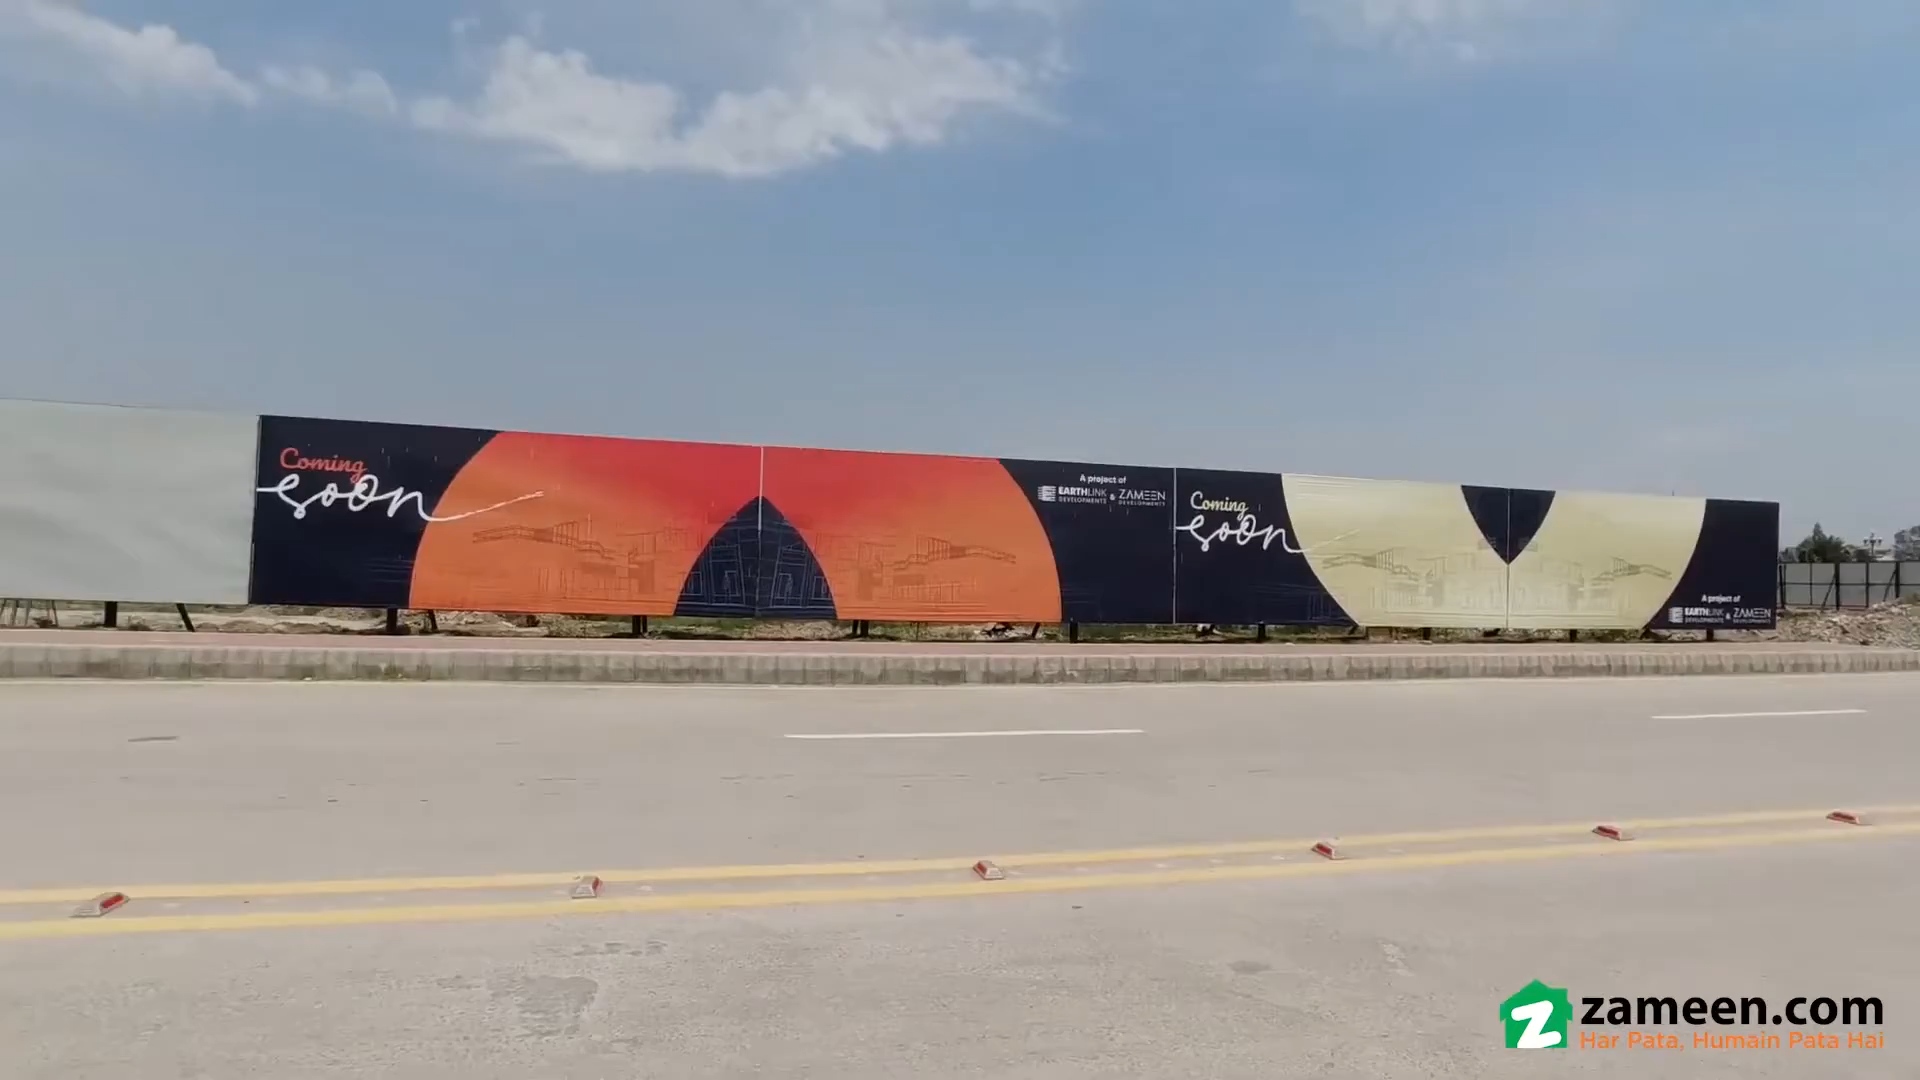 Coming
soon
A project of
EARTHLINK
DEVELOPMENTS
&
ZAMEEN
DEVELOPMENTS
Coming
soon
A project of
EARTHLINK
DEVELOPMENTS
&
ZAMEEN
DEVELOPMENTS
zameen.com
Har Pata, Humain Pata Hai